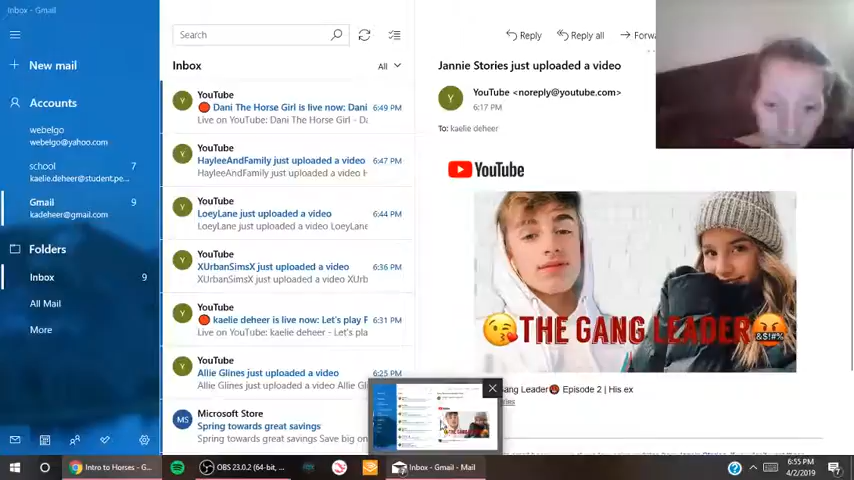 Inbox - Gmail
New mail
Accounts
webelgo
webelgo@yahoo.com
school 7
kaelie.deheer@student.pe...
Gmail 9
kadeheer@gmail.com
Folders
Inbox 9
All Mail
More
Search
Inbox All
YouTube
Y Dani The Horse Girl is live now: Dani 6:49 PM
Live on YouTube: Dani The Horse Girl - Da
YouTube
Y HayleeAndFamily just uploaded a video 6:47 PM
HayleeAndFamily just uploaded a video H
YouTube
Y LoeyLane just uploaded a video 6:44 PM
LoeyLane just uploaded a video LoeyLane
YouTube
Y XUrbanSimsX just uploaded a video 6:36 PM
XUrbanSimsX just uploaded a video XUrb
YouTube
Y kaelie deheer is live now: Let's play F 6:31 PM
Live on YouTube: kaelie deheer - Let's pla
YouTube
Y Allie Glines just uploaded a video 6:25 PM
Allie Glines just uploaded a video Allie Gl
Microsoft Store
MS Spring towards great savings
Spring towards great savings Save big on
Reply Reply all Forw
Jannie Stories just uploaded a video
Y YouTube <noreply@youtube.com>
6:17 PM
To: kaelie deheer
YouTube
THE GANG LEADER
&$!#%
ang Leader Episode 2 | His ex
ries
Intro to Horses - G... OBS 23.0.2 (64-bit, ... Inbox - Gmail - Mail 6:55 PM
4/2/2019